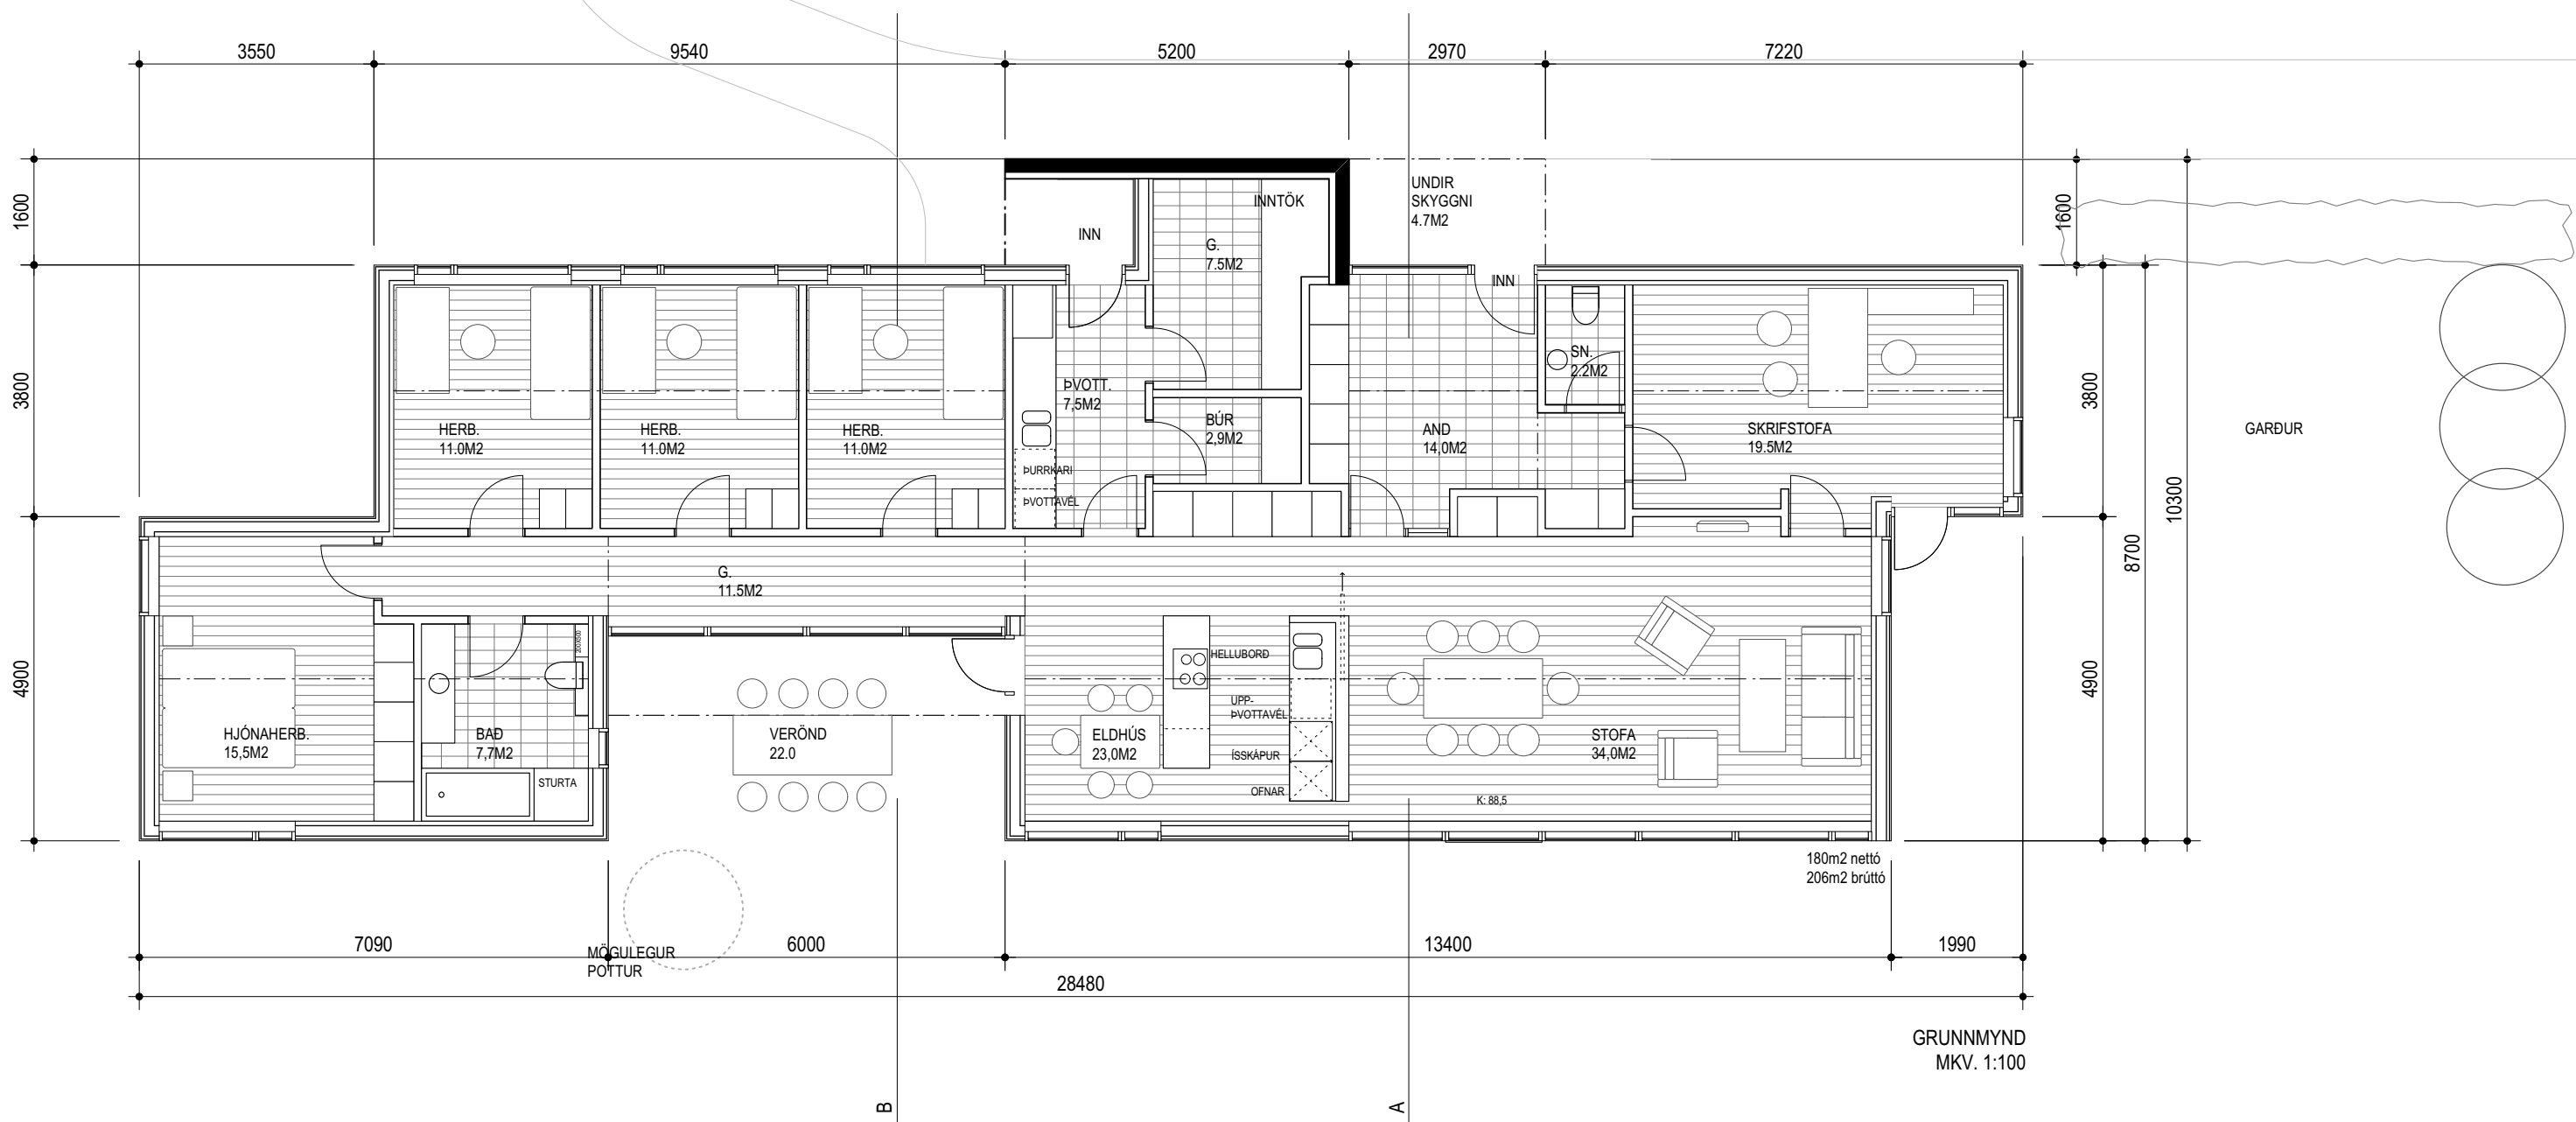 3550
9540
5200
2970
7220
1600
3800
4900
1600
3800
4900
8700
10300
UNDIR
SKYGGNI
4.7M2
INNTÖK
INN
G.
7.5M2
INN
HERB.
11.0M2
HERB.
11.0M2
HERB.
11.0M2
ÞVOTT.
7,5M2
ÞURRKARI
ÞVOTTAVÉL
BÚR
2,9M2
AND
14,0M2
SN.
2.2M2
SKRIFSTOFA
19.5M2
GARÐUR
G.
11.5M2
HJÓNAHERB.
15,5M2
BAÐ
7,7M2
STURTA
VERÖND
22.0
ELDHÚS
23,0M2
HELLUBORÐ
UPP-
ÞVOTTAVÉL
ÍSSKÁPUR
OFNAR
STOFA
34,0M2
K: 88,5
180m2 nettó
206m2 brúttó
MÖGULEGUR
POTTUR
7090
6000
13400
1990
28480
GRUNNMYND
MKV. 1:100
B
A